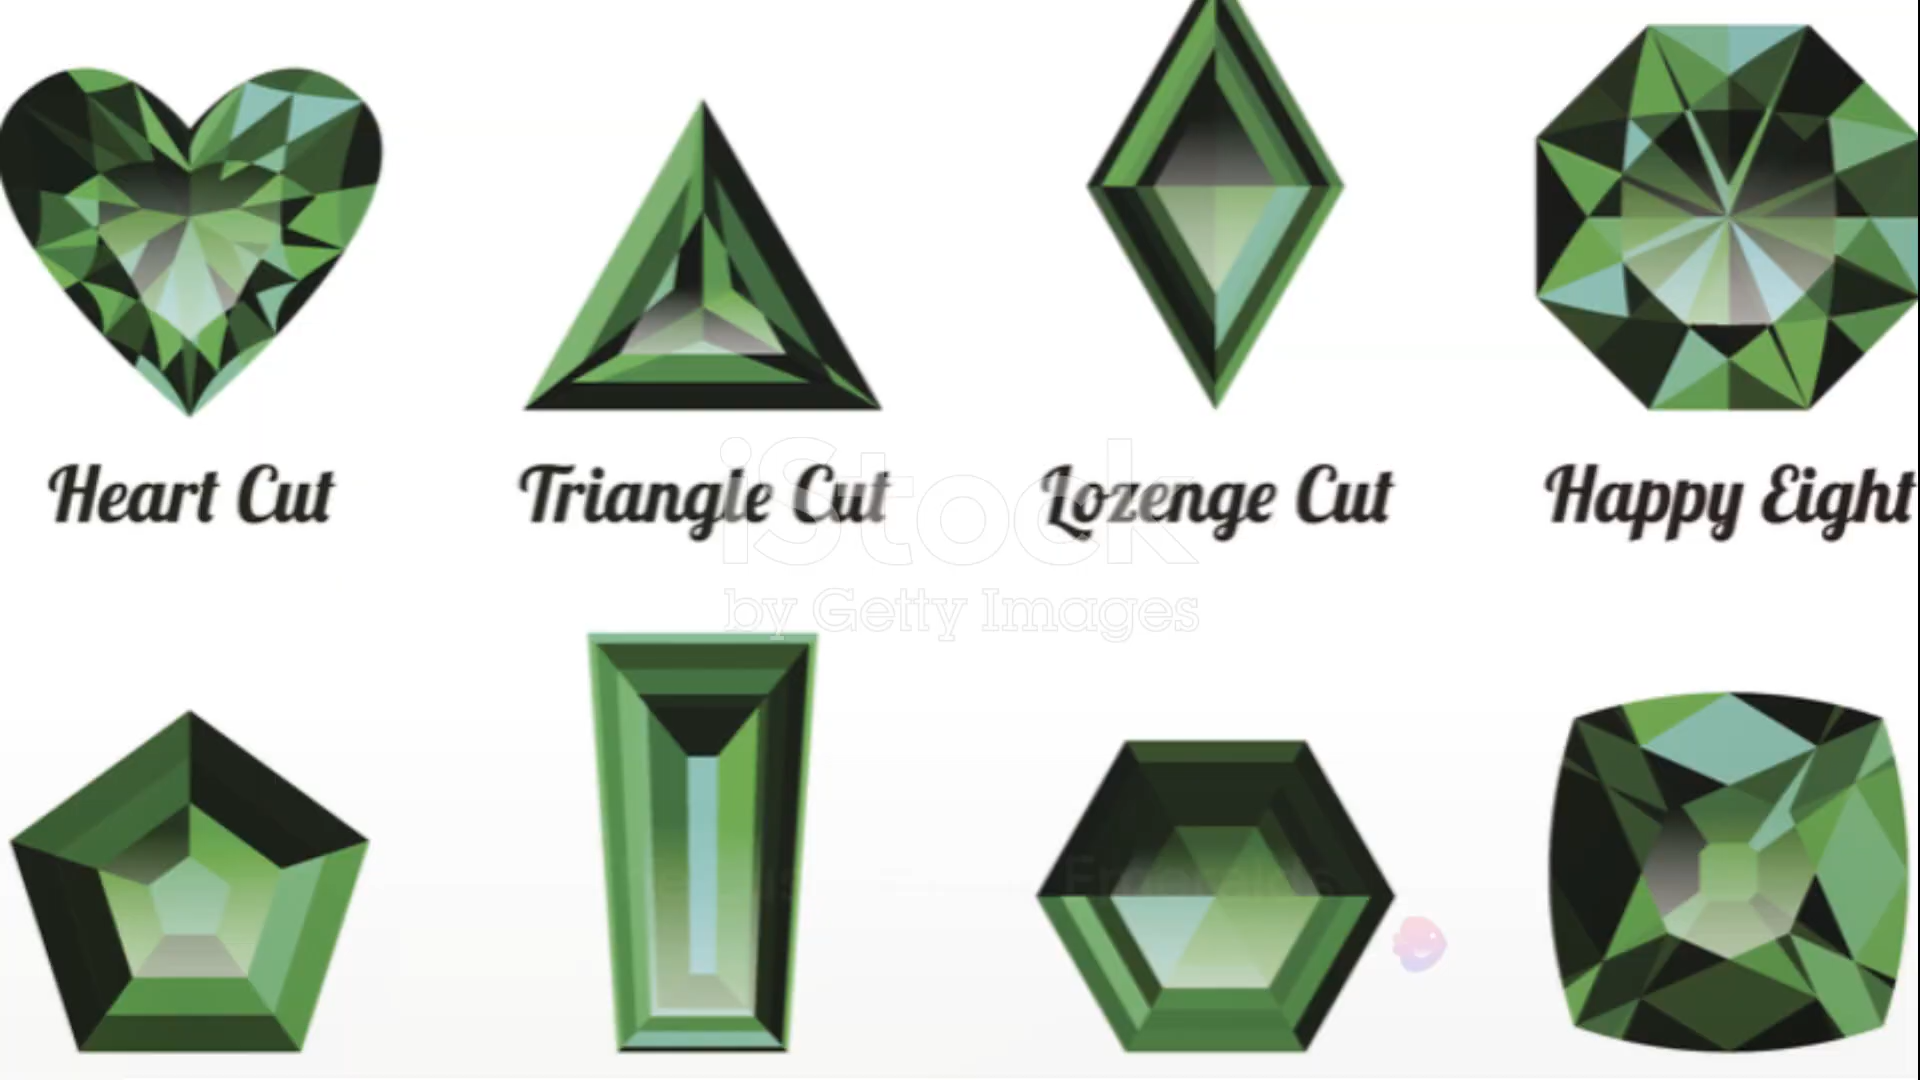 Heart Cut
Triangle Cut
Lozenge Cut
Happy Eight
iStock
by Getty Images